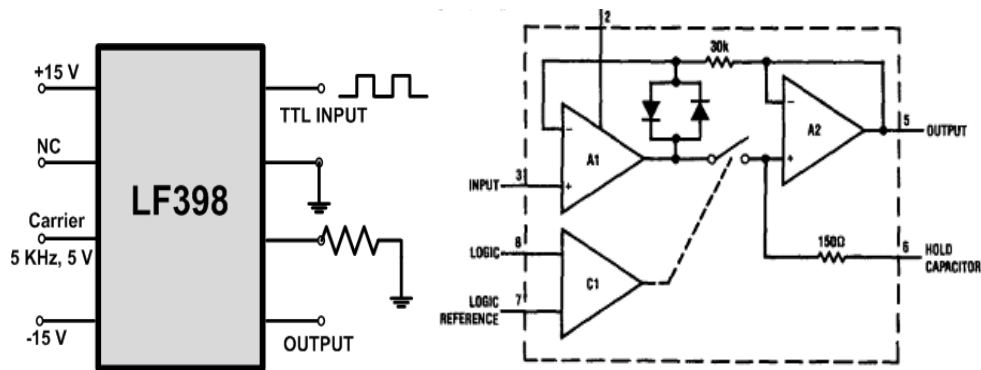 +15 V
TTL INPUT
NC
LF398
Carrier
5 KHz, 5 V
-15 V
OUTPUT
2
30k
A1
A2
5
OUTPUT
INPUT
3
-
+
-
+
150Ω
6
HOLD
CAPACITOR
LOGIC
8
C1
LOGIC
REFERENCE
7